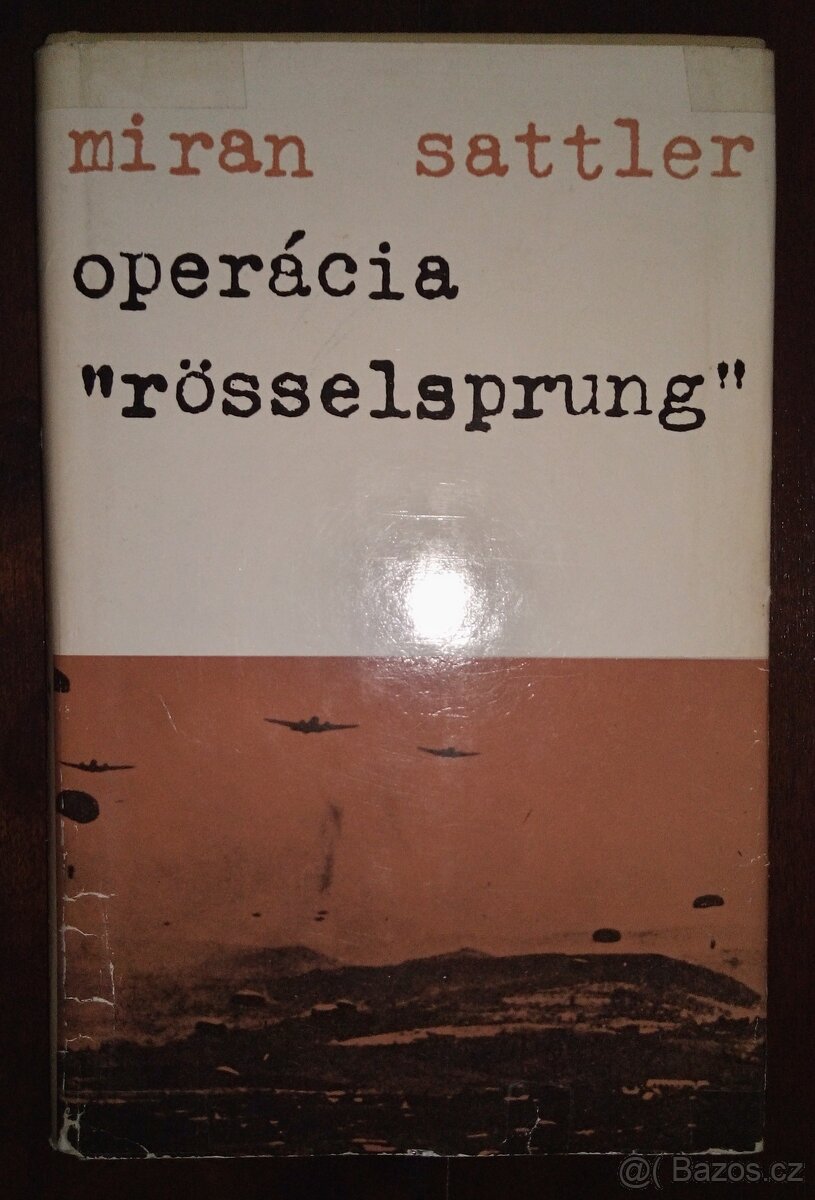 miran sattler
operácia
"rösselsprung"
@( Bazos.cz